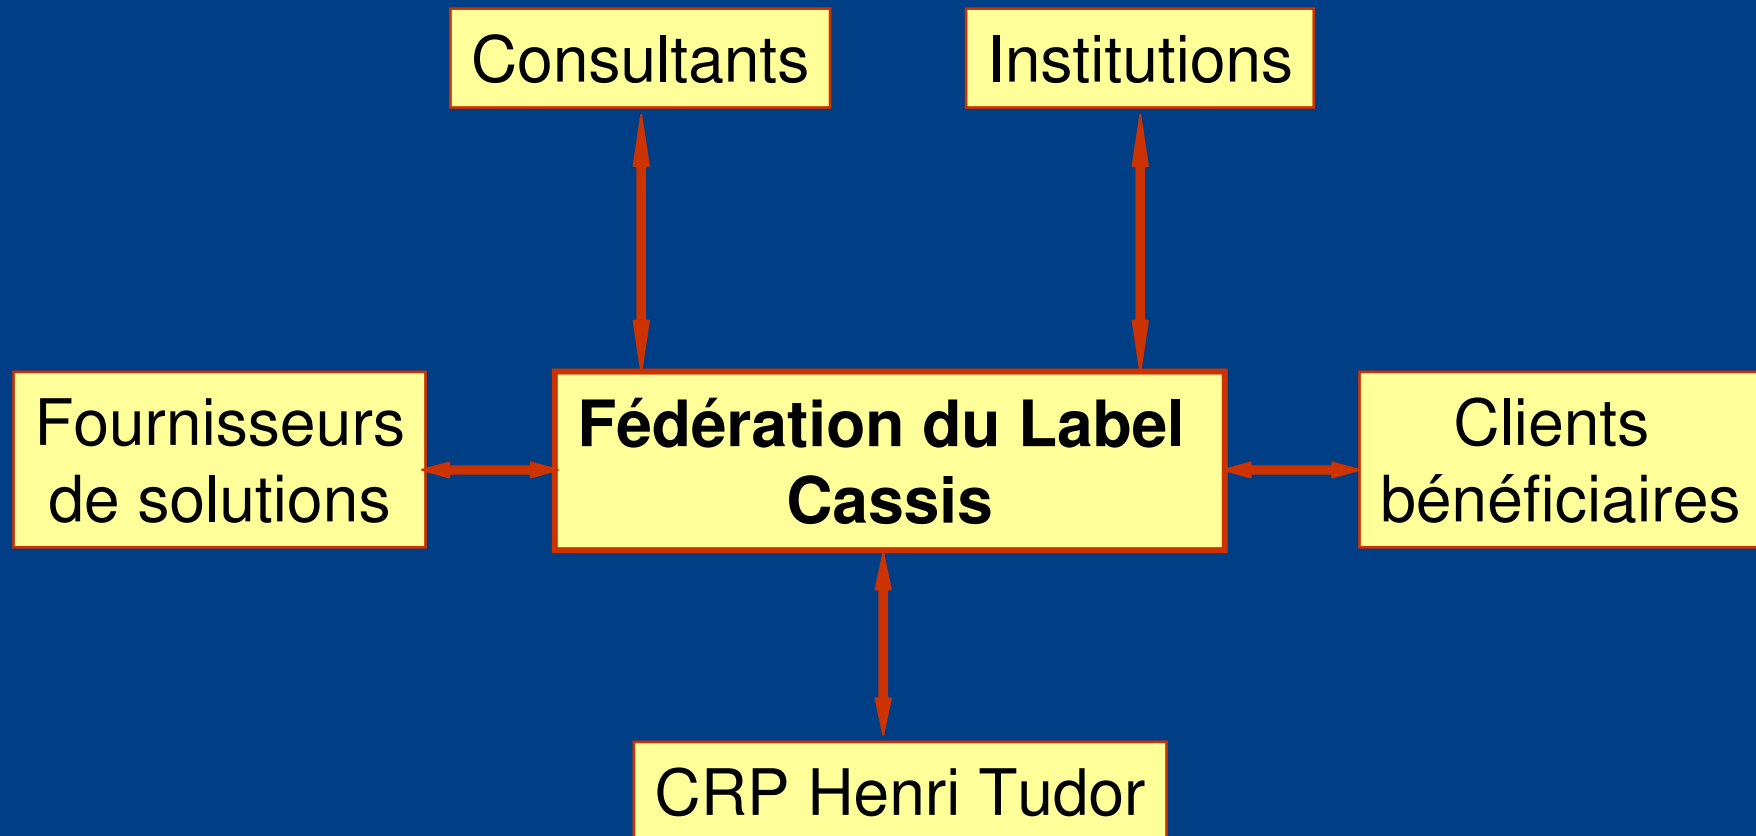 Consultants
Institutions
Fournisseurs
de solutions
Fédération du Label
Cassis
Clients
bénéficiaires
CRP Henri Tudor